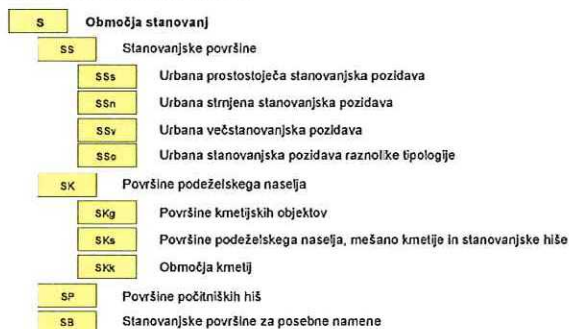 S Območja stanovanj
SS Stanovanjske površine
SSs Urbana prostostoječa stanovanjska pozidava
SSn Urbana strnjena stanovanjska pozidava
SSv Urbana večstanovanjska pozidava
SSo Urbana stanovanjska pozidava raznolike tipologije
SK Površine podeželskega naselja
SKg Površine kmetijskih objektov
SKs Površine podeželskega naselja, mešano kmetije in stanovanjske hiše
SKk Območja kmetij
SP Površine počitniških hiš
SB Stanovanjske površine za posebne namene